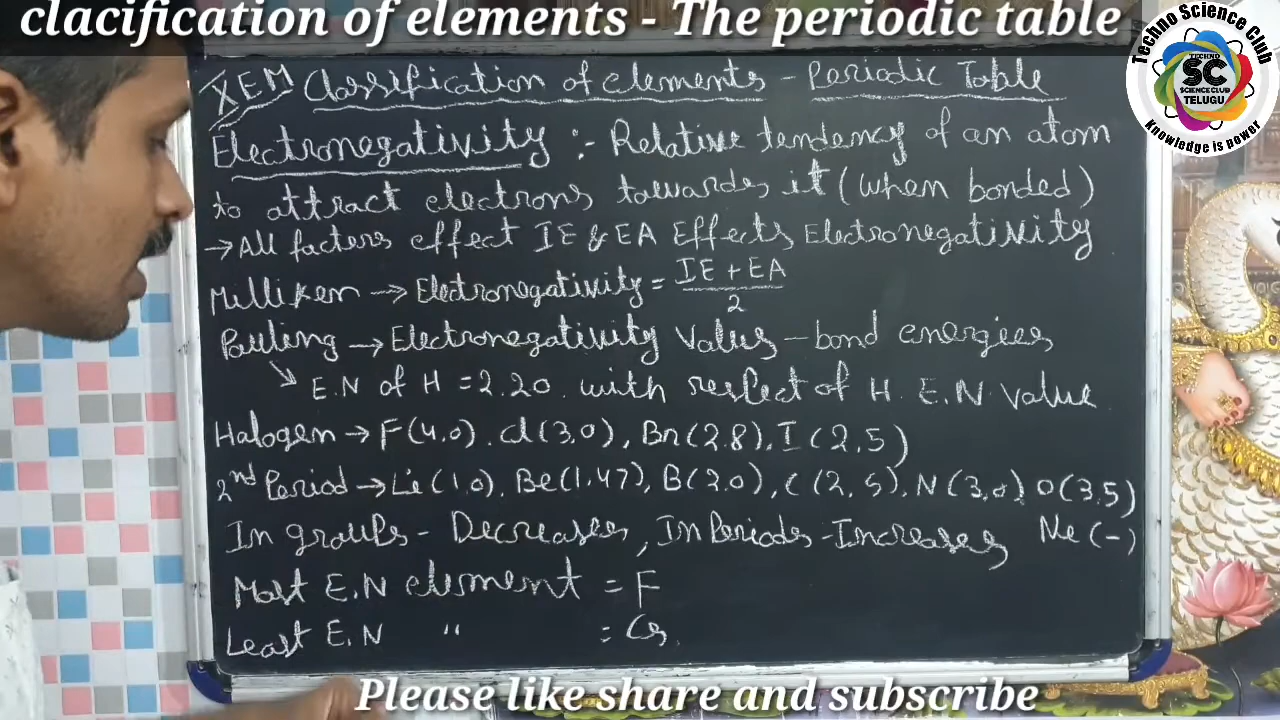 clacification of elements - The periodic table
Techno Science Club
TECHNO
SC
SCIENCE CLUB
TELUGU
Knowledge is Power
X EM Classification of elements - Periodic Table
Electronegativity :- Relative tendency of an atom
to attract electrons towards it (when bonded)
→ All factors effect IE & EA Effects Electronegativity
Milliken → Electronegativity = IE + EA / 2
Pauling → Electronegativity Values - bond energies
↘ E.N of H = 2.20. with respect of H. E.N. Value
Halogen → F(4.0). Cl(3.0), Br(2.8), I(2.5)
2nd Period → Li(1.0). Be(1.47), B(2.0), C(2.5), N(3.0) O(3.5)
Ne(-)
In groups - Decreases, In Periods - Increases
Most E.N element = F
Least E.N " = Cs.
Please like share and subscribe